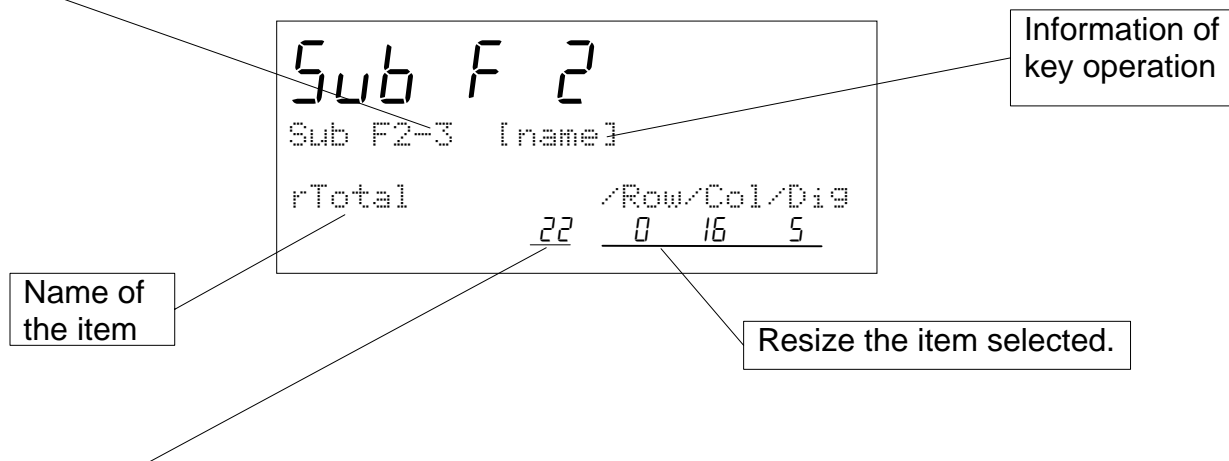 Sub F 2
Sub F2-3 [name]
rTotal /Row/Col/Dig
22 0 16 5
Information of
key operation
Name of
the item
Resize the item selected.